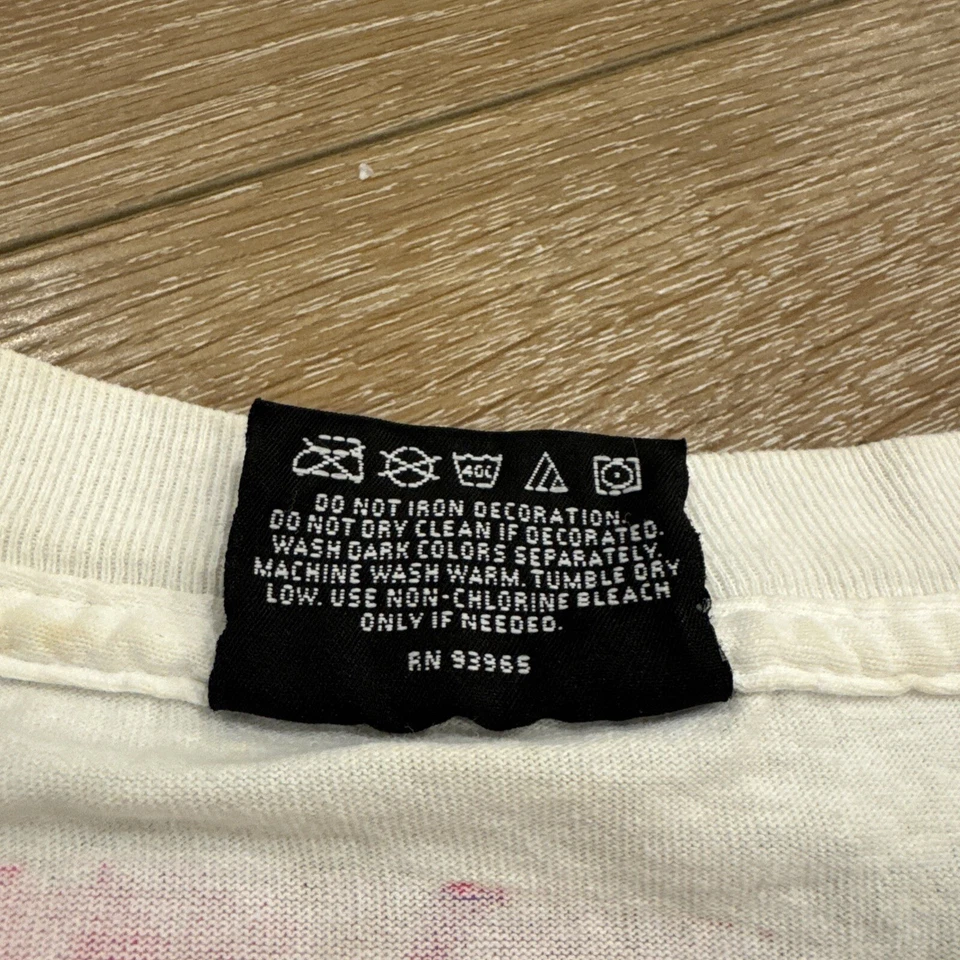 40C
DO NOT IRON DECORATION.
DO NOT DRY CLEAN IF DECORATED.
WASH DARK COLORS SEPARATELY.
MACHINE WASH WARM. TUMBLE DRY
LOW. USE NON-CHLORINE BLEACH
ONLY IF NEEDED.
RN 93965